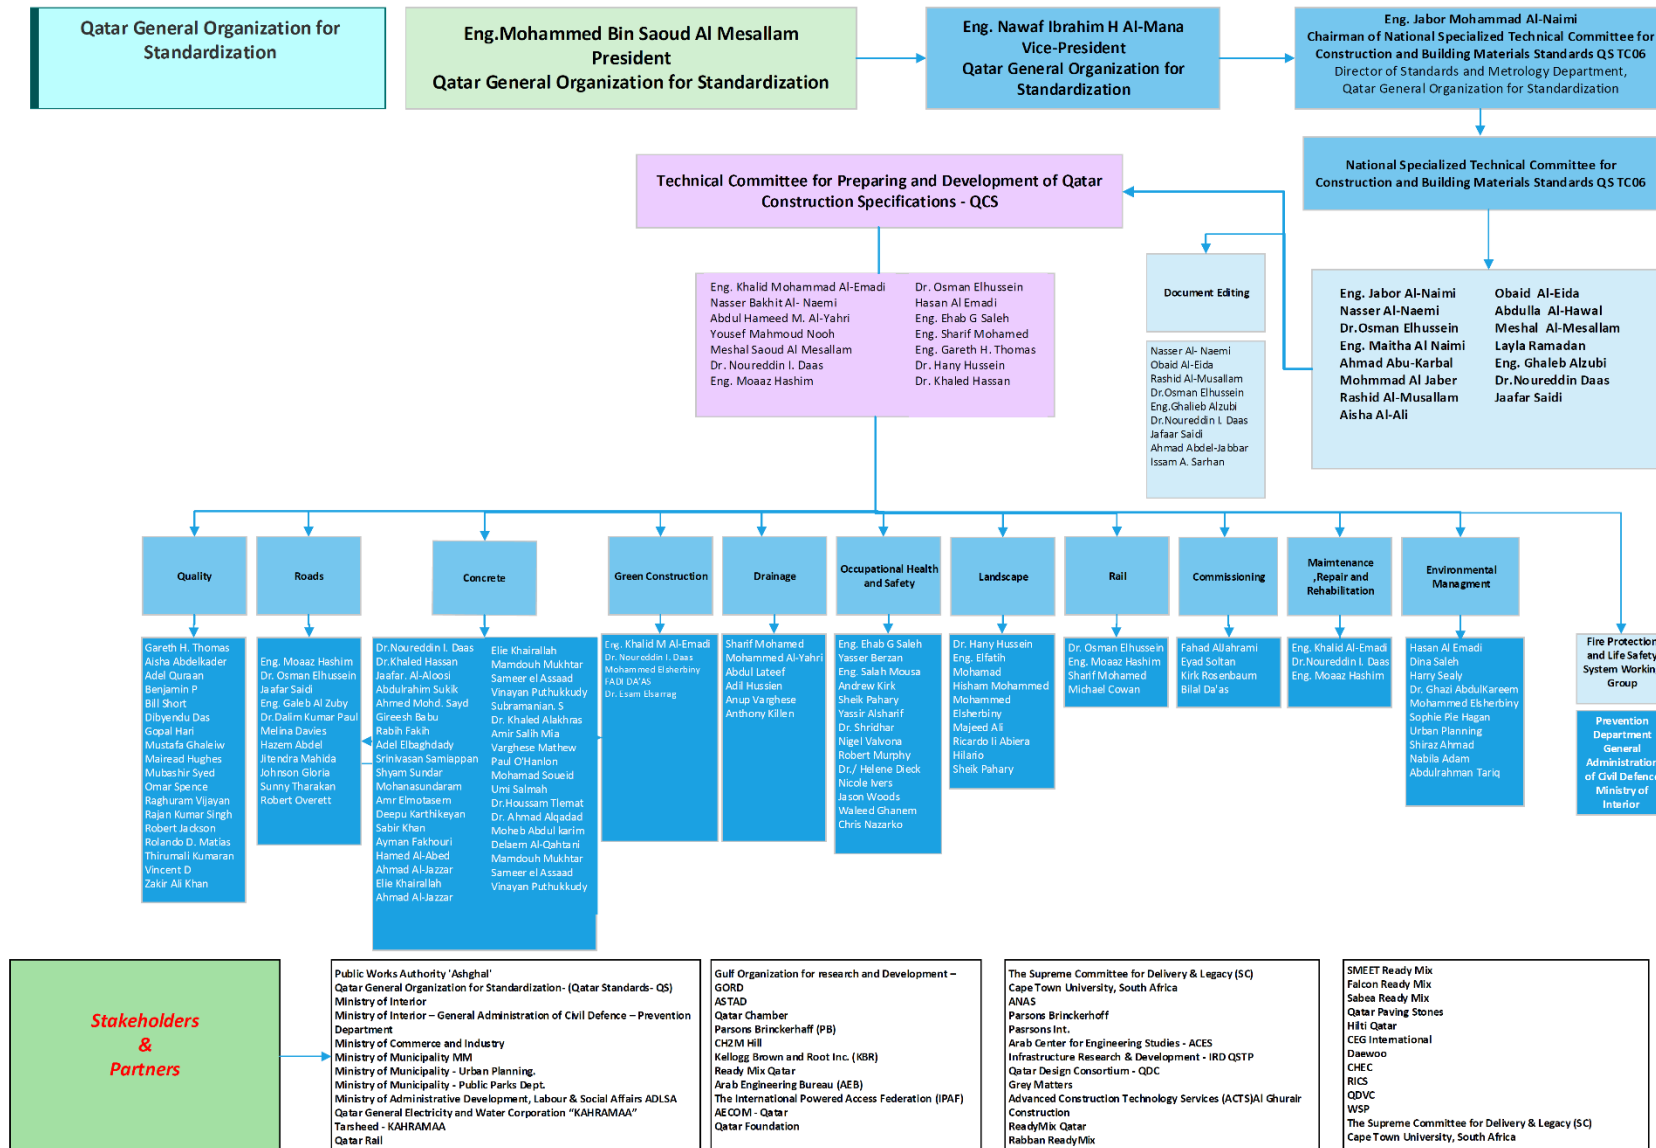 Qatar General Organization for
Standardization
Eng.Mohammed Bin Saoud Al Mesallam
President
Qatar General Organization for Standardization
Eng. Nawaf Ibrahim H Al-Mana
Vice-President
Qatar General Organization for
Standardization
Eng. Jabor Mohammad Al-Naimi
Chairman of National Specialized Technical Committee for
Construction and Building Materials Standards QS TC06
Director of Standards and Metrology Department,
Qatar General Organization for Standardization
National Specialized Technical Committee for
Construction and Building Materials Standards QS TC06
Technical Committee for Preparing and Development of Qatar
Construction Specifications - QCS
Eng. Khalid Mohammad Al-Emadi
Nasser Bakhit Al- Naemi
Abdul Hameed M. Al-Yahri
Yousef Mahmoud Nooh
Meshal Saoud Al Mesallam
Dr. Noureddin I. Daas
Eng. Moaaz Hashim
Dr. Osman Elhussein
Hasan Al Emadi
Eng. Ehab G Saleh
Eng. Sharif Mohamed
Eng. Gareth H. Thomas
Dr. Hany Hussein
Dr. Khaled Hassan
Document Editing
Nasser Al- Naemi
Obaid Al-Eida
Rashid Al-Musallam
Dr.Osman Elhussein
Eng.Ghalieb Alzubi
Dr.Noureddin I. Daas
Jafaar Saidi
Ahmad Abdel-Jabbar
Issam A. Sarhan
Eng. Jabor Al-Naimi
Nasser Al-Naemi
Dr.Osman Elhussein
Eng. Maitha Al Naimi
Ahmad Abu-Karbal
Mohmmad Al Jaber
Rashid Al-Musallam
Aisha Al-Ali
Obaid Al-Eida
Abdulla Al-Hawal
Meshal Al-Mesallam
Layla Ramadan
Eng. Ghaleb Alzubi
Dr.Noureddin Daas
Jaafar Saidi
Quality
Gareth H. Thomas
Aisha Abdelkader
Adel Quraan
Benjamin P
Bill Short
Dibyendu Das
Gopal Hari
Mustafa Ghaleiw
Mairead Hughes
Mubashir Syed
Omar Spence
Raghuram Vijayan
Rajan Kumar Singh
Robert Jackson
Rolando D. Matias
Thirumali Kumaran
Vincent D
Zakir Ali Khan
Roads
Eng. Moaaz Hashim
Dr. Osman Elhussein
Jaafar Saidi
Eng. Galeb Al Zuby
Dr.Dalim Kumar Paul
Melina Davies
Hazem Abdel
Jitendra Mahida
Johnson Gloria
Sunny Tharakan
Robert Overett
Concrete
Dr.Noureddin I. Daas
Dr.Khaled Hassan
Jaafar. Al-Aloosi
Abdulrahim Sukik
Ahmed Mohd. Sayd
Gireesh Babu
Rabih Fakih
Adel Elbaghdady
Srinivasan Samiappan
Shyam Sundar
Mohanasundaram
Amr Elmotasem
Deepu Karthikeyan
Sabir Khan
Ayman Fakhouri
Hamed Al-Abed
Ahmad Al-Jazzar
Elie Khairallah
Ahmad Al-Jazzar
Elie Khairallah
Mamdouh Mukhtar
Sameer el Assaad
Vinayan Puthukkudy
Subramanian. S
Dr. Khaled Alakhras
Amir Salih Mia
Varghese Mathew
Paul O'Hanlon
Mohamad Soueid
Umi Salmah
Dr.Houssam Tlemat
Dr. Ahmad Alqadad
Moheb Abdul karim
Delaem Al-Qahtani
Mamdouh Mukhtar
Sameer el Assaad
Vinayan Puthukkudy
Green Construction
Eng. Khalid M Al-Emadi
Dr. Noureddin I. Daas
Mohammed Elsherbiny
FADI DA'AS
Dr. Esam Elsarrag
Drainage
Sharif Mohamed
Mohammed Al-Yahri
Abdul Lateef
Adil Hussien
Anup Varghese
Anthony Killen
Occupational Health
and Safety
Eng. Ehab G Saleh
Yasser Berzan
Eng. Salah Mousa
Andrew Kirk
Sheik Pahary
Yassir Alsharif
Dr. Shridhar
Nigel Valvona
Robert Murphy
Dr./ Helene Dieck
Nicole Ivers
Jason Woods
Waleed Ghanem
Chris Nazarko
Landscape
Dr. Hany Hussein
Eng. Elfatih
Mohamad
Hisham Mohammed
Mohammed
Elsherbiny
Majeed Ali
Ricardo Ii Abiera
Hilario
Sheik Pahary
Rail
Dr. Osman Elhussein
Eng. Moaaz Hashim
Sharif Mohamed
Michael Cowan
Commissioning
Fahad AlJahrami
Eyad Soltan
Kirk Rosenbaum
Bilal Da'as
Maimtenance
,Repair and
Rehabilitation
Eng. Khalid Al-Emadi
Dr.Noureddin I. Daas
Eng. Moaaz Hashim
Environmental
Managment
Hasan Al Emadi
Dina Saleh
Harry Sealy
Dr. Ghazi AbdulKareem
Mohammed Elsherbiny
Sophie Pie Hagan
Urban Planning
Shiraz Ahmad
Nabila Adam
Abdulrahman Tariq
Fire Protection
and Life Safety
System Working
Group
Prevention
Department
General
Administration
of Civil Defence
Ministry of
Interior
Stakeholders
&
Partners
Public Works Authority 'Ashghal'
Qatar General Organization for Standardization- (Qatar Standards- QS)
Ministry of Interior
Ministry of Interior – General Administration of Civil Defence – Prevention
Department
Ministry of Commerce and Industry
Ministry of Municipality MM
Ministry of Municipality - Urban Planning.
Ministry of Municipality - Public Parks Dept.
Ministry of Administrative Development, Labour & Social Affairs ADLSA
Qatar General Electricity and Water Corporation “KAHRAMAA”
Tarsheed - KAHRAMAA
Qatar Rail
Gulf Organization for research and Development –
GORD
ASTAD
Qatar Chamber
Parsons Brinckerhaff (PB)
CH2M Hill
Kellogg Brown and Root Inc. (KBR)
Ready Mix Qatar
Arab Engineering Bureau (AEB)
The International Powered Access Federation (IPAF)
AECOM - Qatar
Qatar Foundation
The Supreme Committee for Delivery & Legacy (SC)
Cape Town University, South Africa
ANAS
Parsons Brinckerhoff
Pasrsons Int.
Arab Center for Engineering Studies - ACES
Infrastructure Research & Development - IRD QSTP
Qatar Design Consortium - QDC
Grey Matters
Advanced Construction Technology Services (ACTS)Al Ghurair
Construction
ReadyMix Qatar
Rabban ReadyMix
SMEET Ready Mix
Falcon Ready Mix
Sabea Ready Mix
Qatar Paving Stones
Hilti Qatar
CEG International
Daewoo
CHEC
RICS
QDVC
WSP
The Supreme Committee for Delivery & Legacy (SC)
Cape Town University, South Africa